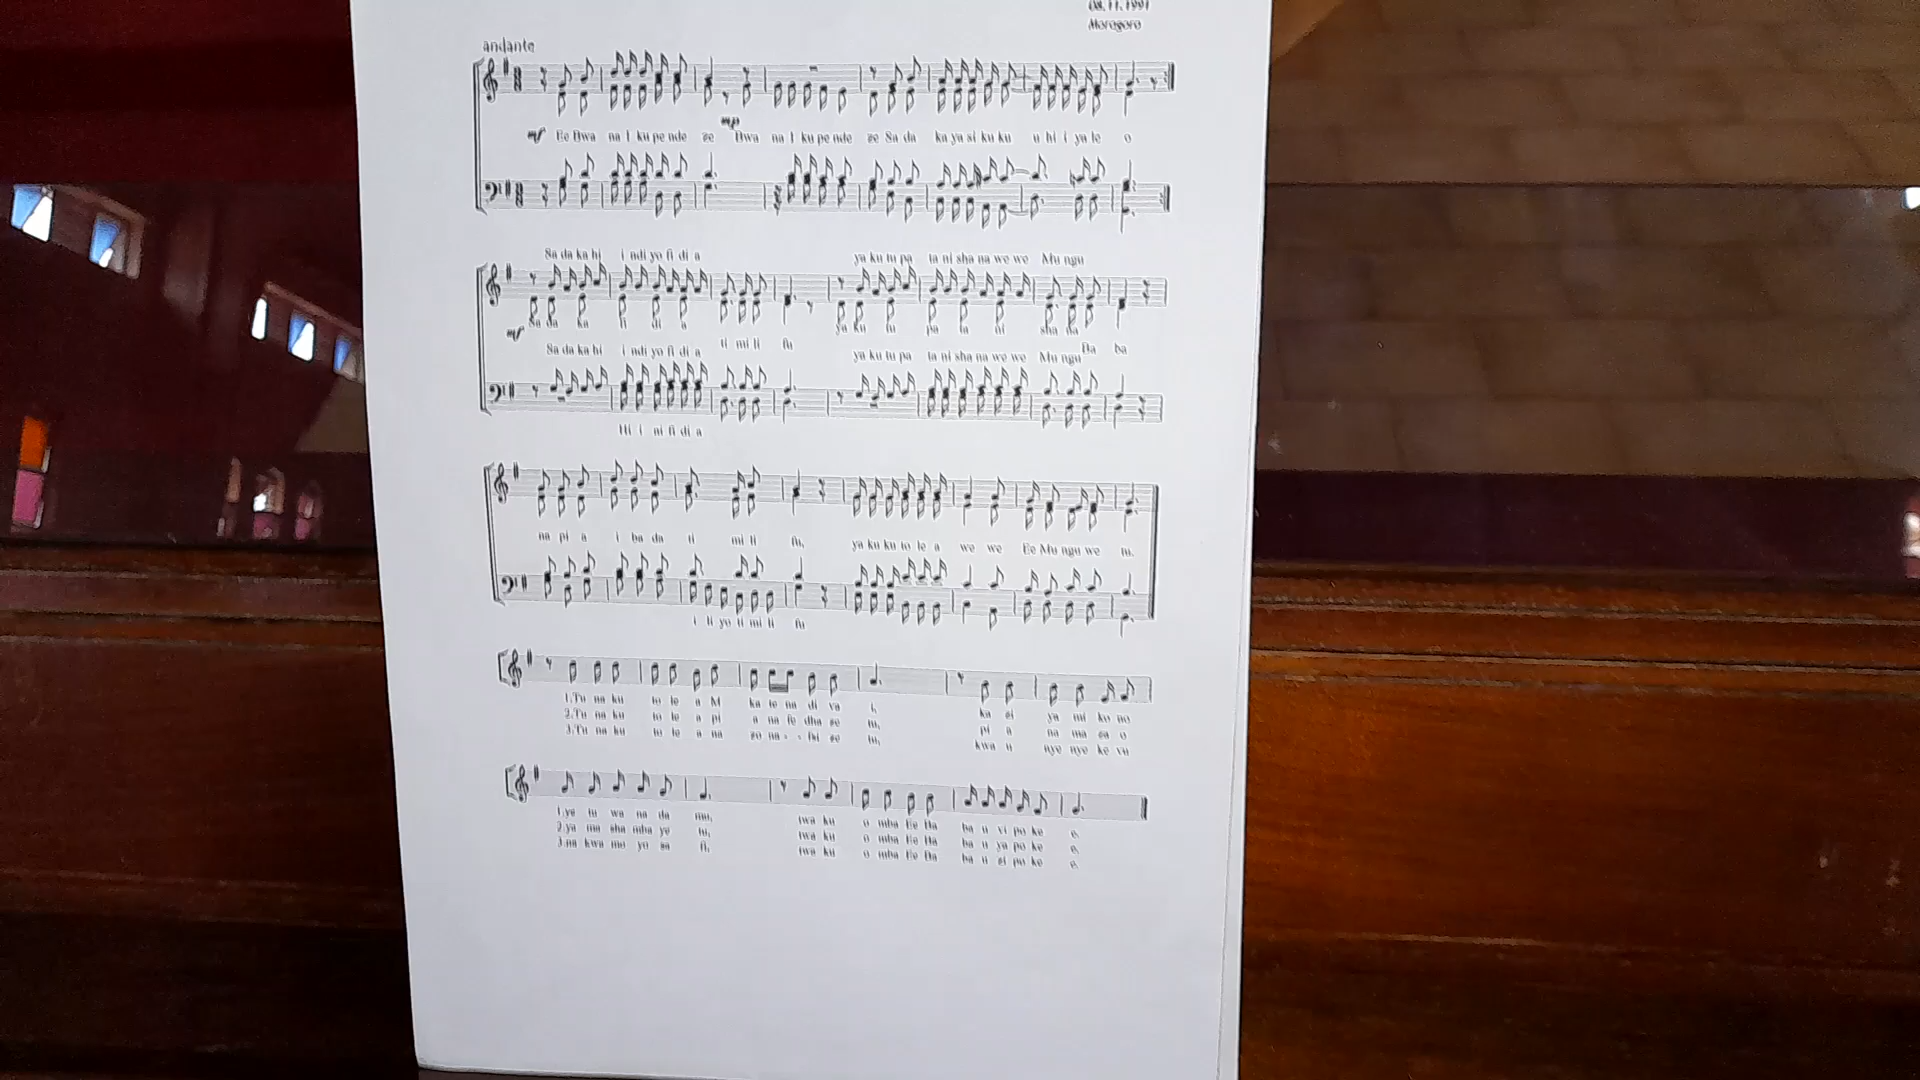 08.11.1991
Morogoro
andante
mf Ee Bwa na I ku pe nde ze mp Bwa na I ku pe nde ze Sa da ka ya si ku ku u hi i ya le o
Sa da ka hi i ndi yo fi di a ya ku tu pa ta ni sha na we we Mu ngu
mf Sa da ka fi di a ya ku tu pa ta ni sha da
ti mi li fu Ba ba
Sa da ka hi i ndi yo fi di a ya ku tu pa ta ni sha na we we Mu ngu
Hi i ni fi di a
na pi a i ba da ti mi li fu, ya ku ku to le a we we Ee Mu ngu we tu.
i li yo ti mi li fu
1.Tu na ku to le a M ka te na di va i, ka zi ya mi ko no
2.Tu na ku to le a pi a na fe dha ze tu, pi a na ma za o
3.Tu na ku to le a na zo na - - fsi ze tu, kwa u nye nye ke vu
1.ye tu wa na da mu, twa ku o mba Ee Ba ba u vi po ke e.
2.ya ma sha mba ye tu, twa ku o mba Ee Ba ba u ya po ke e.
3.na kwa mo yo sa fi, twa ku o mba Ee Ba ba u zi po ke e.